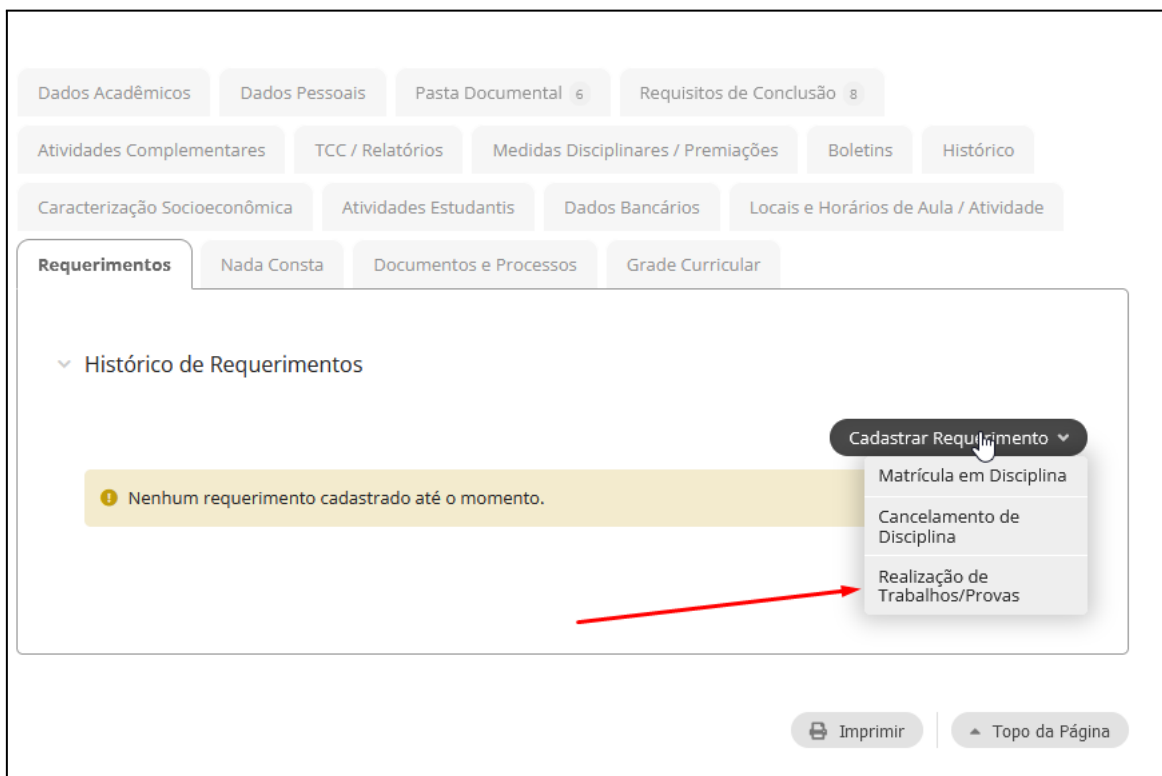 Dados Acadêmicos Dados Pessoais Pasta Documental 6 Requisitos de Conclusão 8
Atividades Complementares TCC / Relatórios Medidas Disciplinares / Premiações Boletins Histórico
Caracterização Socioeconômica Atividades Estudantis Dados Bancários Locais e Horários de Aula / Atividade
Requerimentos Nada Consta Documentos e Processos Grade Curricular
Histórico de Requerimentos
Cadastrar Requerimento
Matrícula em Disciplina
Nenhum requerimento cadastrado até o momento.
Cancelamento de
Disciplina
Realização de
Trabalhos/Provas
Imprimir Topo da Página